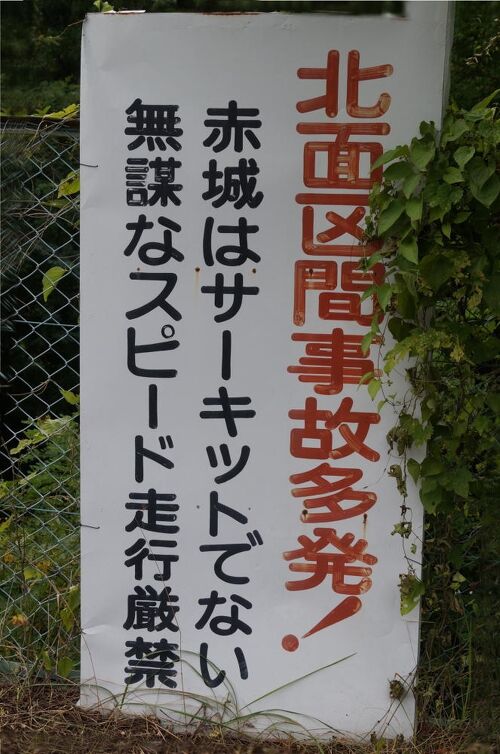 北面区間事故多発！
赤城はサーキットでない
無謀なスピード走行厳禁